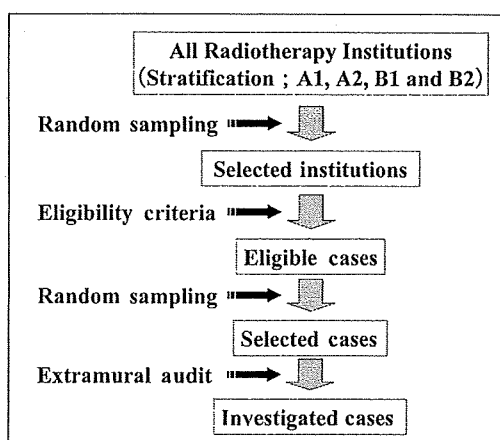 All Radiotherapy Institutions
(Stratification ; A1, A2, B1 and B2)
Random sampling
Selected institutions
Eligibility criteria
Eligible cases
Random sampling
Selected cases
Extramural audit
Investigated cases